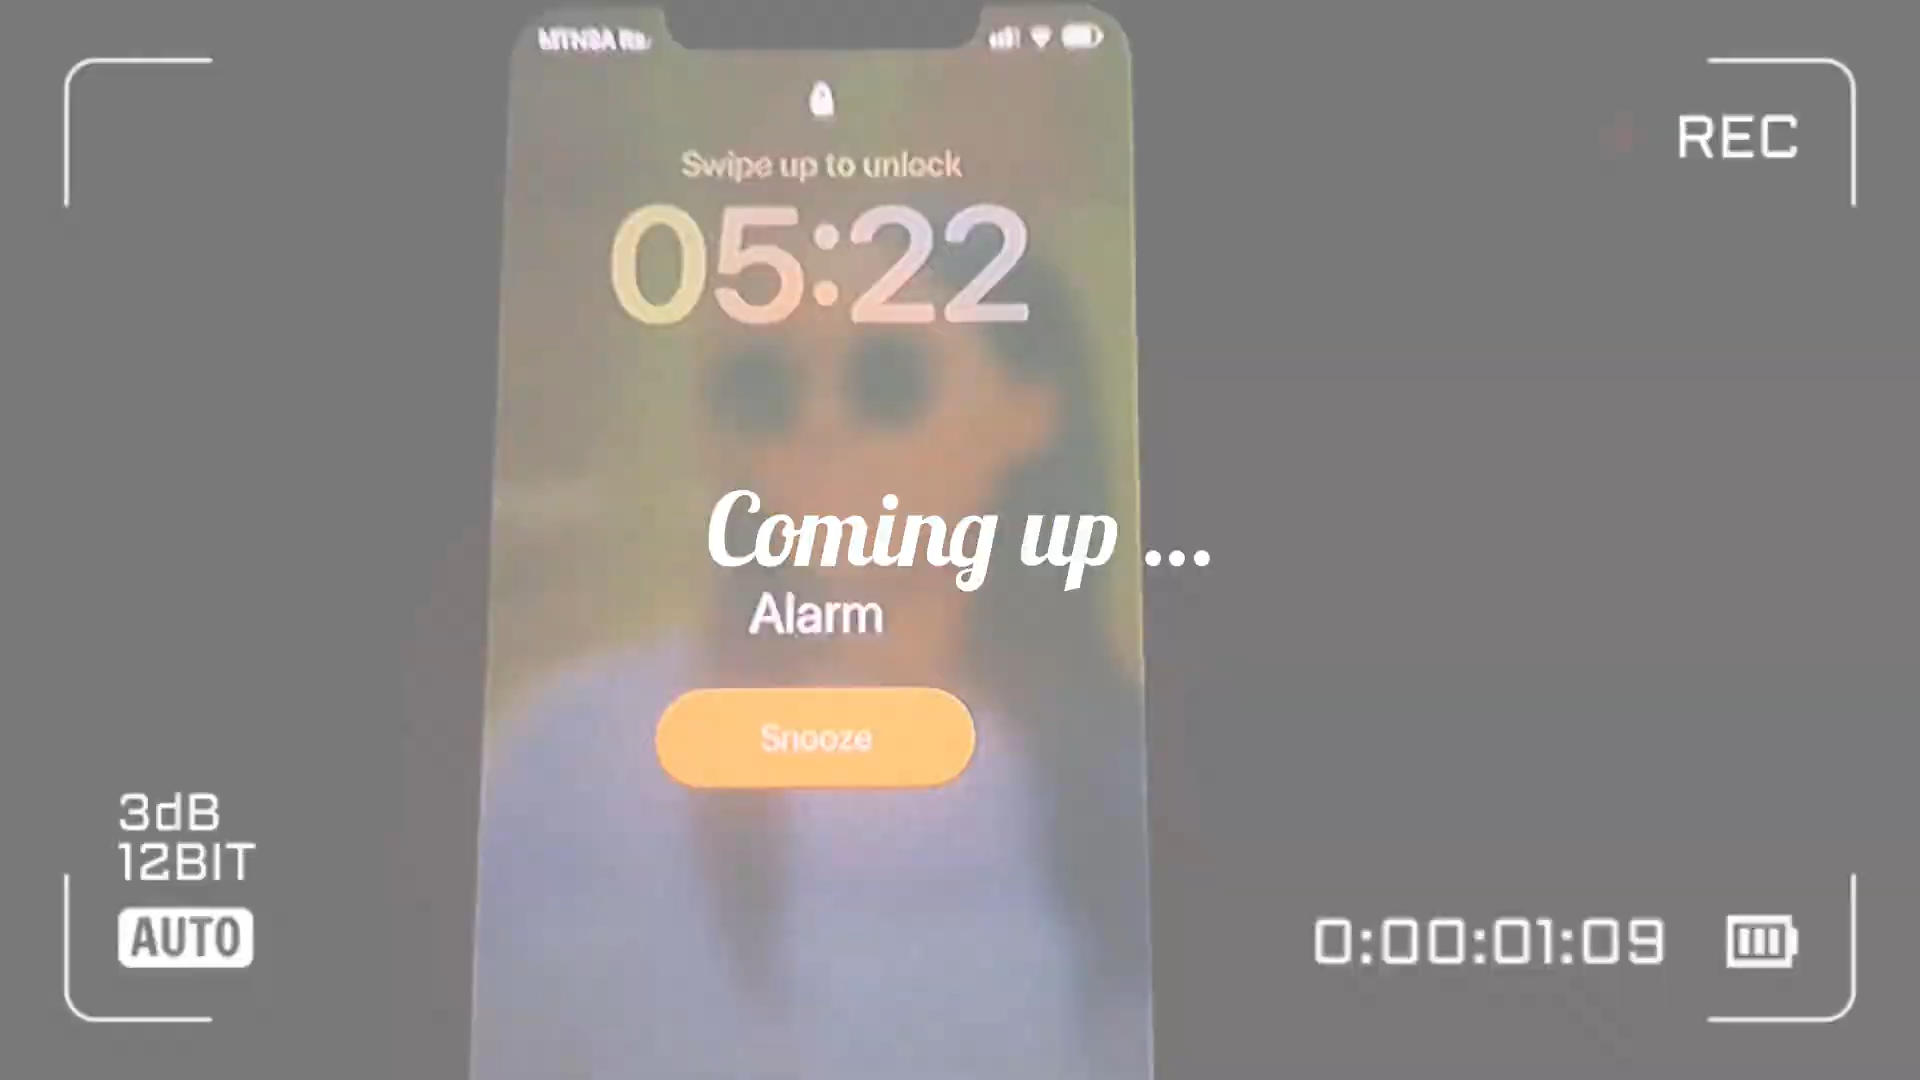 REC
Swipe up to unlock
05:22
Coming up ...
Alarm
Snooze
3dB
12BIT
AUTO
0:00:01:09